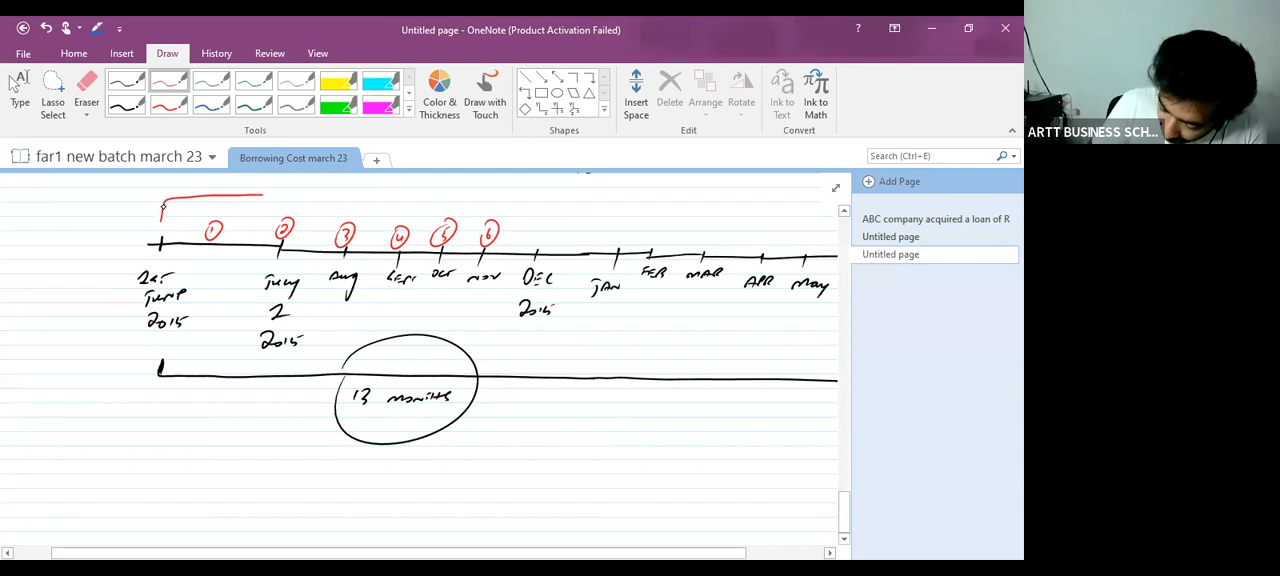 Untitled page - OneNote (Product Activation Failed)
File Home Insert Draw History Review View
Type
Lasso Select
Eraser
Color & Thickness
Draw with Touch
Insert Space
Delete
Arrange
Rotate
Ink to Text
Ink to Math
Tools Shapes Edit Convert
ARTT BUSINESS SCH...
far1 new batch march 23
Borrowing Cost march 23
Search (Ctrl+E)
Add Page
ABC company acquired a loan of R
Untitled page
Untitled page
1 2 3 4 5 6
1st July Aug Sept Oct Nov DEC JAN FEB MAR APR May
June 2 2015
2015 2015
13 months